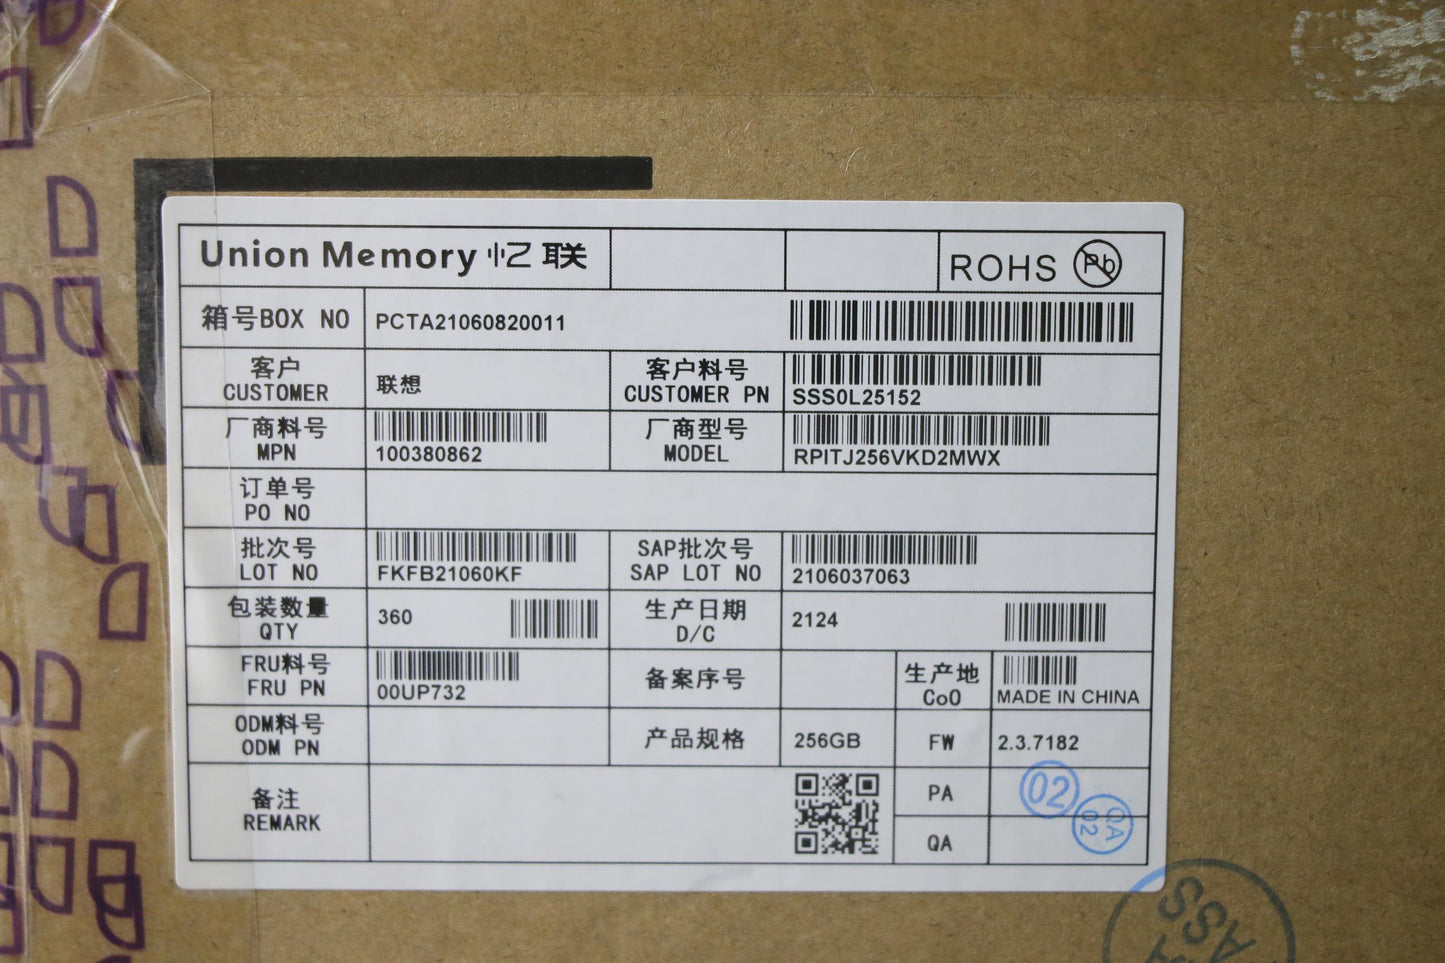 Union Memory 忆联
ROHS Pb
箱号BOX NO PCTA21060820011
客户 CUSTOMER 联想
客户料号 CUSTOMER PN SSS0L25152
厂商料号 MPN 100380862
厂商型号 MODEL RPITJ256VKD2MWX
订单号 PO NO
批次号 LOT NO FKFB21060KF
SAP批次号 SAP LOT NO 2106037063
包装数量 QTY 360
生产日期 D/C 2124
FRU料号 FRU PN 00UP732
备案序号
生产地 CoO MADE IN CHINA
ODM料号 ODM PN
产品规格 256GB
FW 2.3.7182
备注 REMARK
PA 02
QA QA 02
ASS